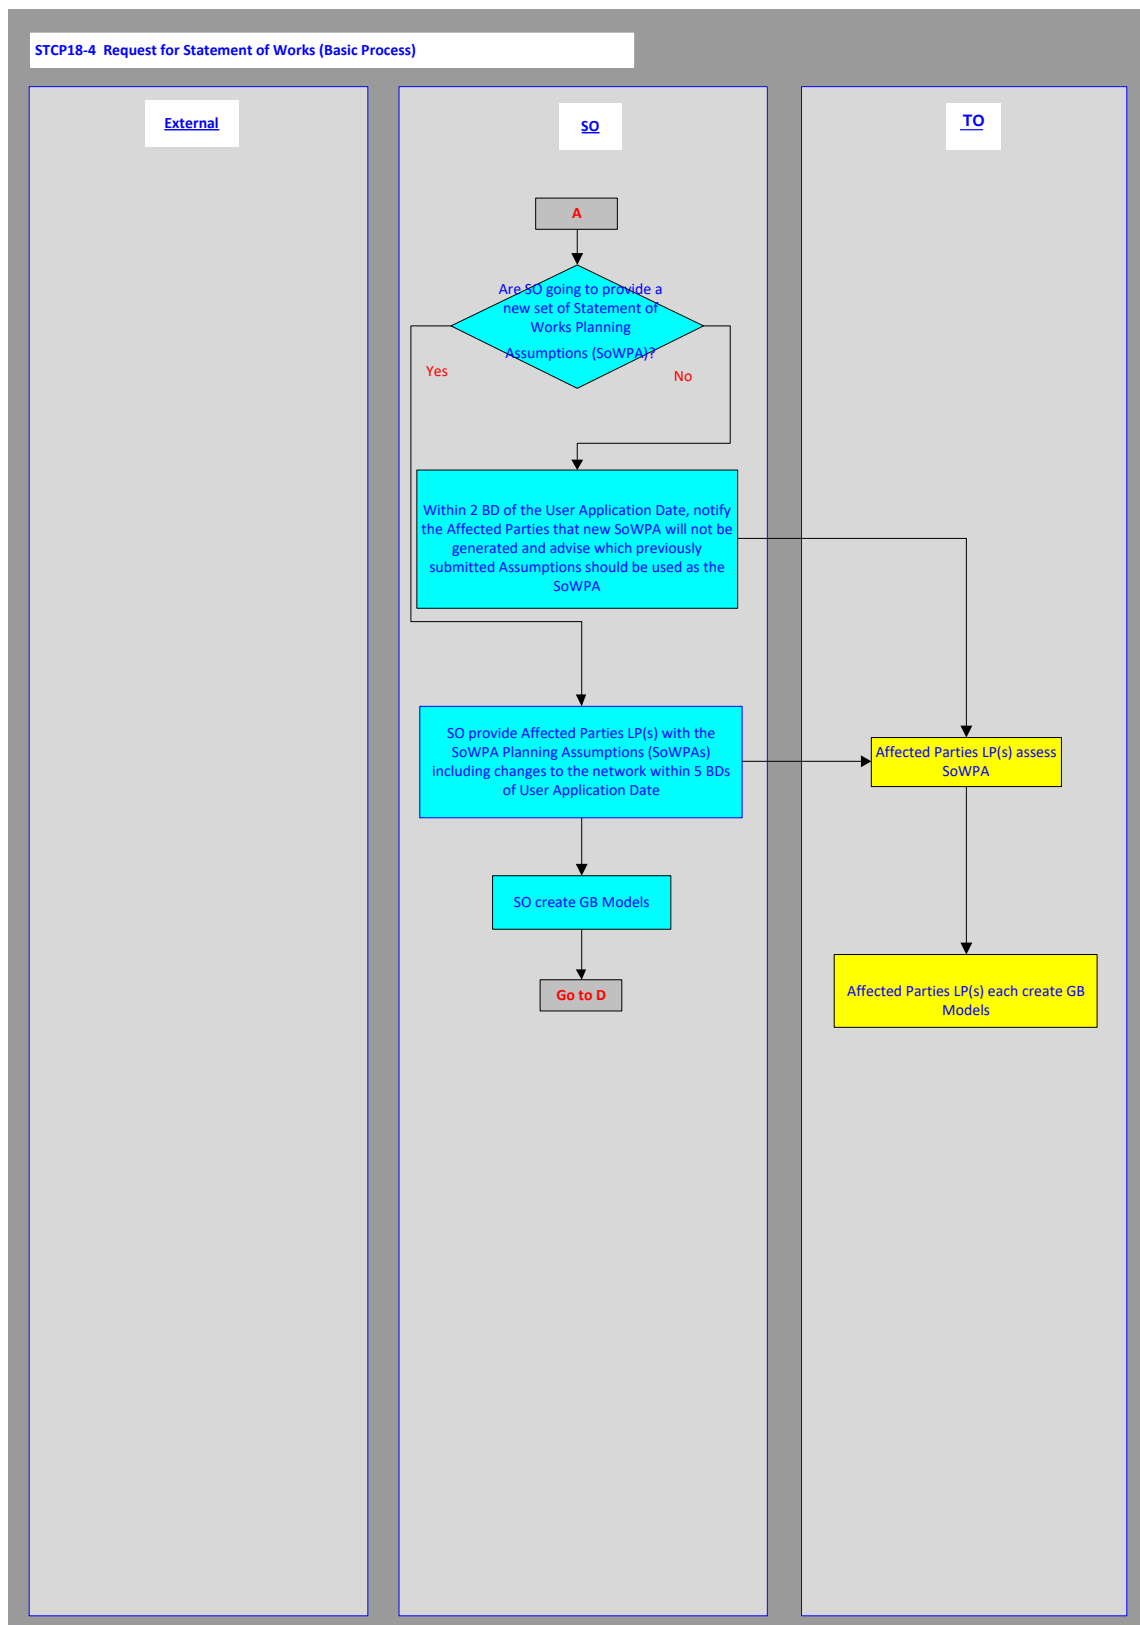 STCP18-4 Request for Statement of Works (Basic Process)
External
SO
TO
A
Are SO going to provide a
new set of Statement of
Works Planning
Assumptions (SoWPA)?
Yes
No
Within 2 BD of the User Application Date, notify
the Affected Parties that new SoWPA will not be
generated and advise which previously
submitted Assumptions should be used as the
SoWPA
SO provide Affected Parties LP(s) with the
SoWPA Planning Assumptions (SoWPAs)
including changes to the network within 5 BDs
of User Application Date
Affected Parties LP(s) assess
SoWPA
SO create GB Models
Go to D
Affected Parties LP(s) each create GB
Models